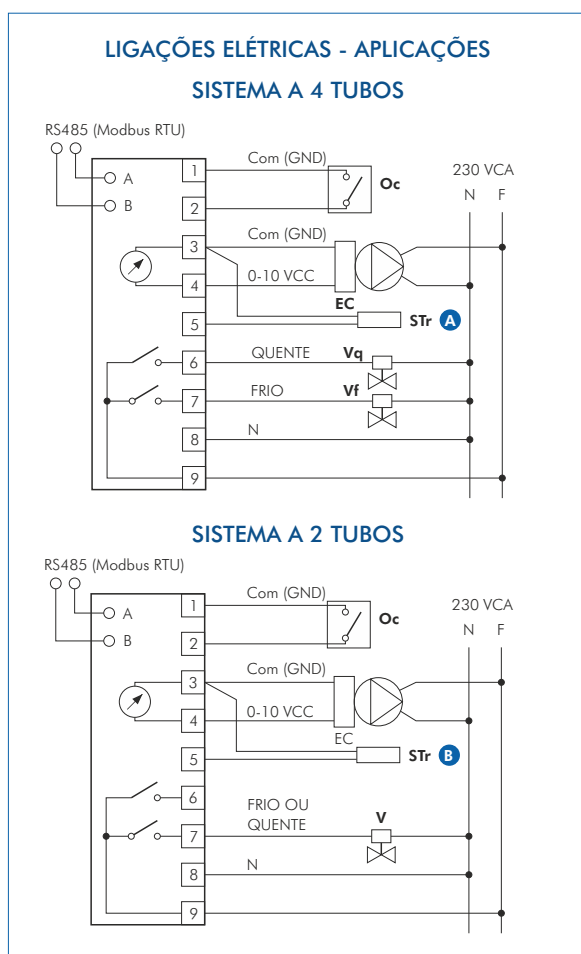 LIGAÇÕES ELÉTRICAS - APLICAÇÕES
SISTEMA A 4 TUBOS
RS485 (Modbus RTU)
230 VCA
N F
A
B
1 Com (GND)
Oc
2
3 Com (GND)
4 0-10 VCC
EC
5 STr A
6 QUENTE Vq
7 FRIO Vf
8 N
9
SISTEMA A 2 TUBOS
RS485 (Modbus RTU)
230 VCA
N F
A
B
1 Com (GND)
Oc
2
3 Com (GND)
4 0-10 VCC
EC
5 STr B
6
FRIO OU
7 QUENTE V
8 N
9